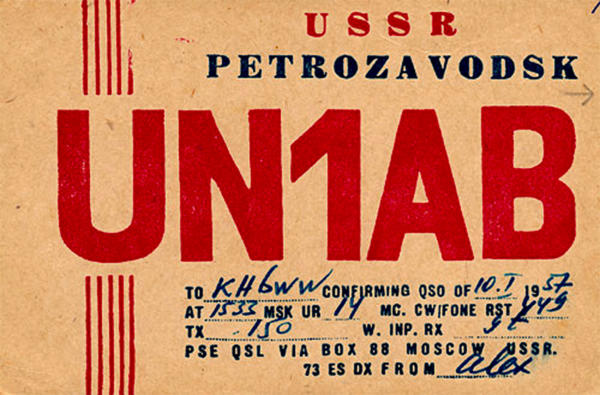 USSR
PETROZAVODSK
UN1AB
TO KH6WW CONFIRMING QSO OF 10.I 1957
AT 1533 MSK UR 14 MC. CW/FONE RST 449
TX 150 W. INP. RX 9t
PSE QSL VIA BOX 88 MOSCOW USSR.
73 ES DX FROM Alex